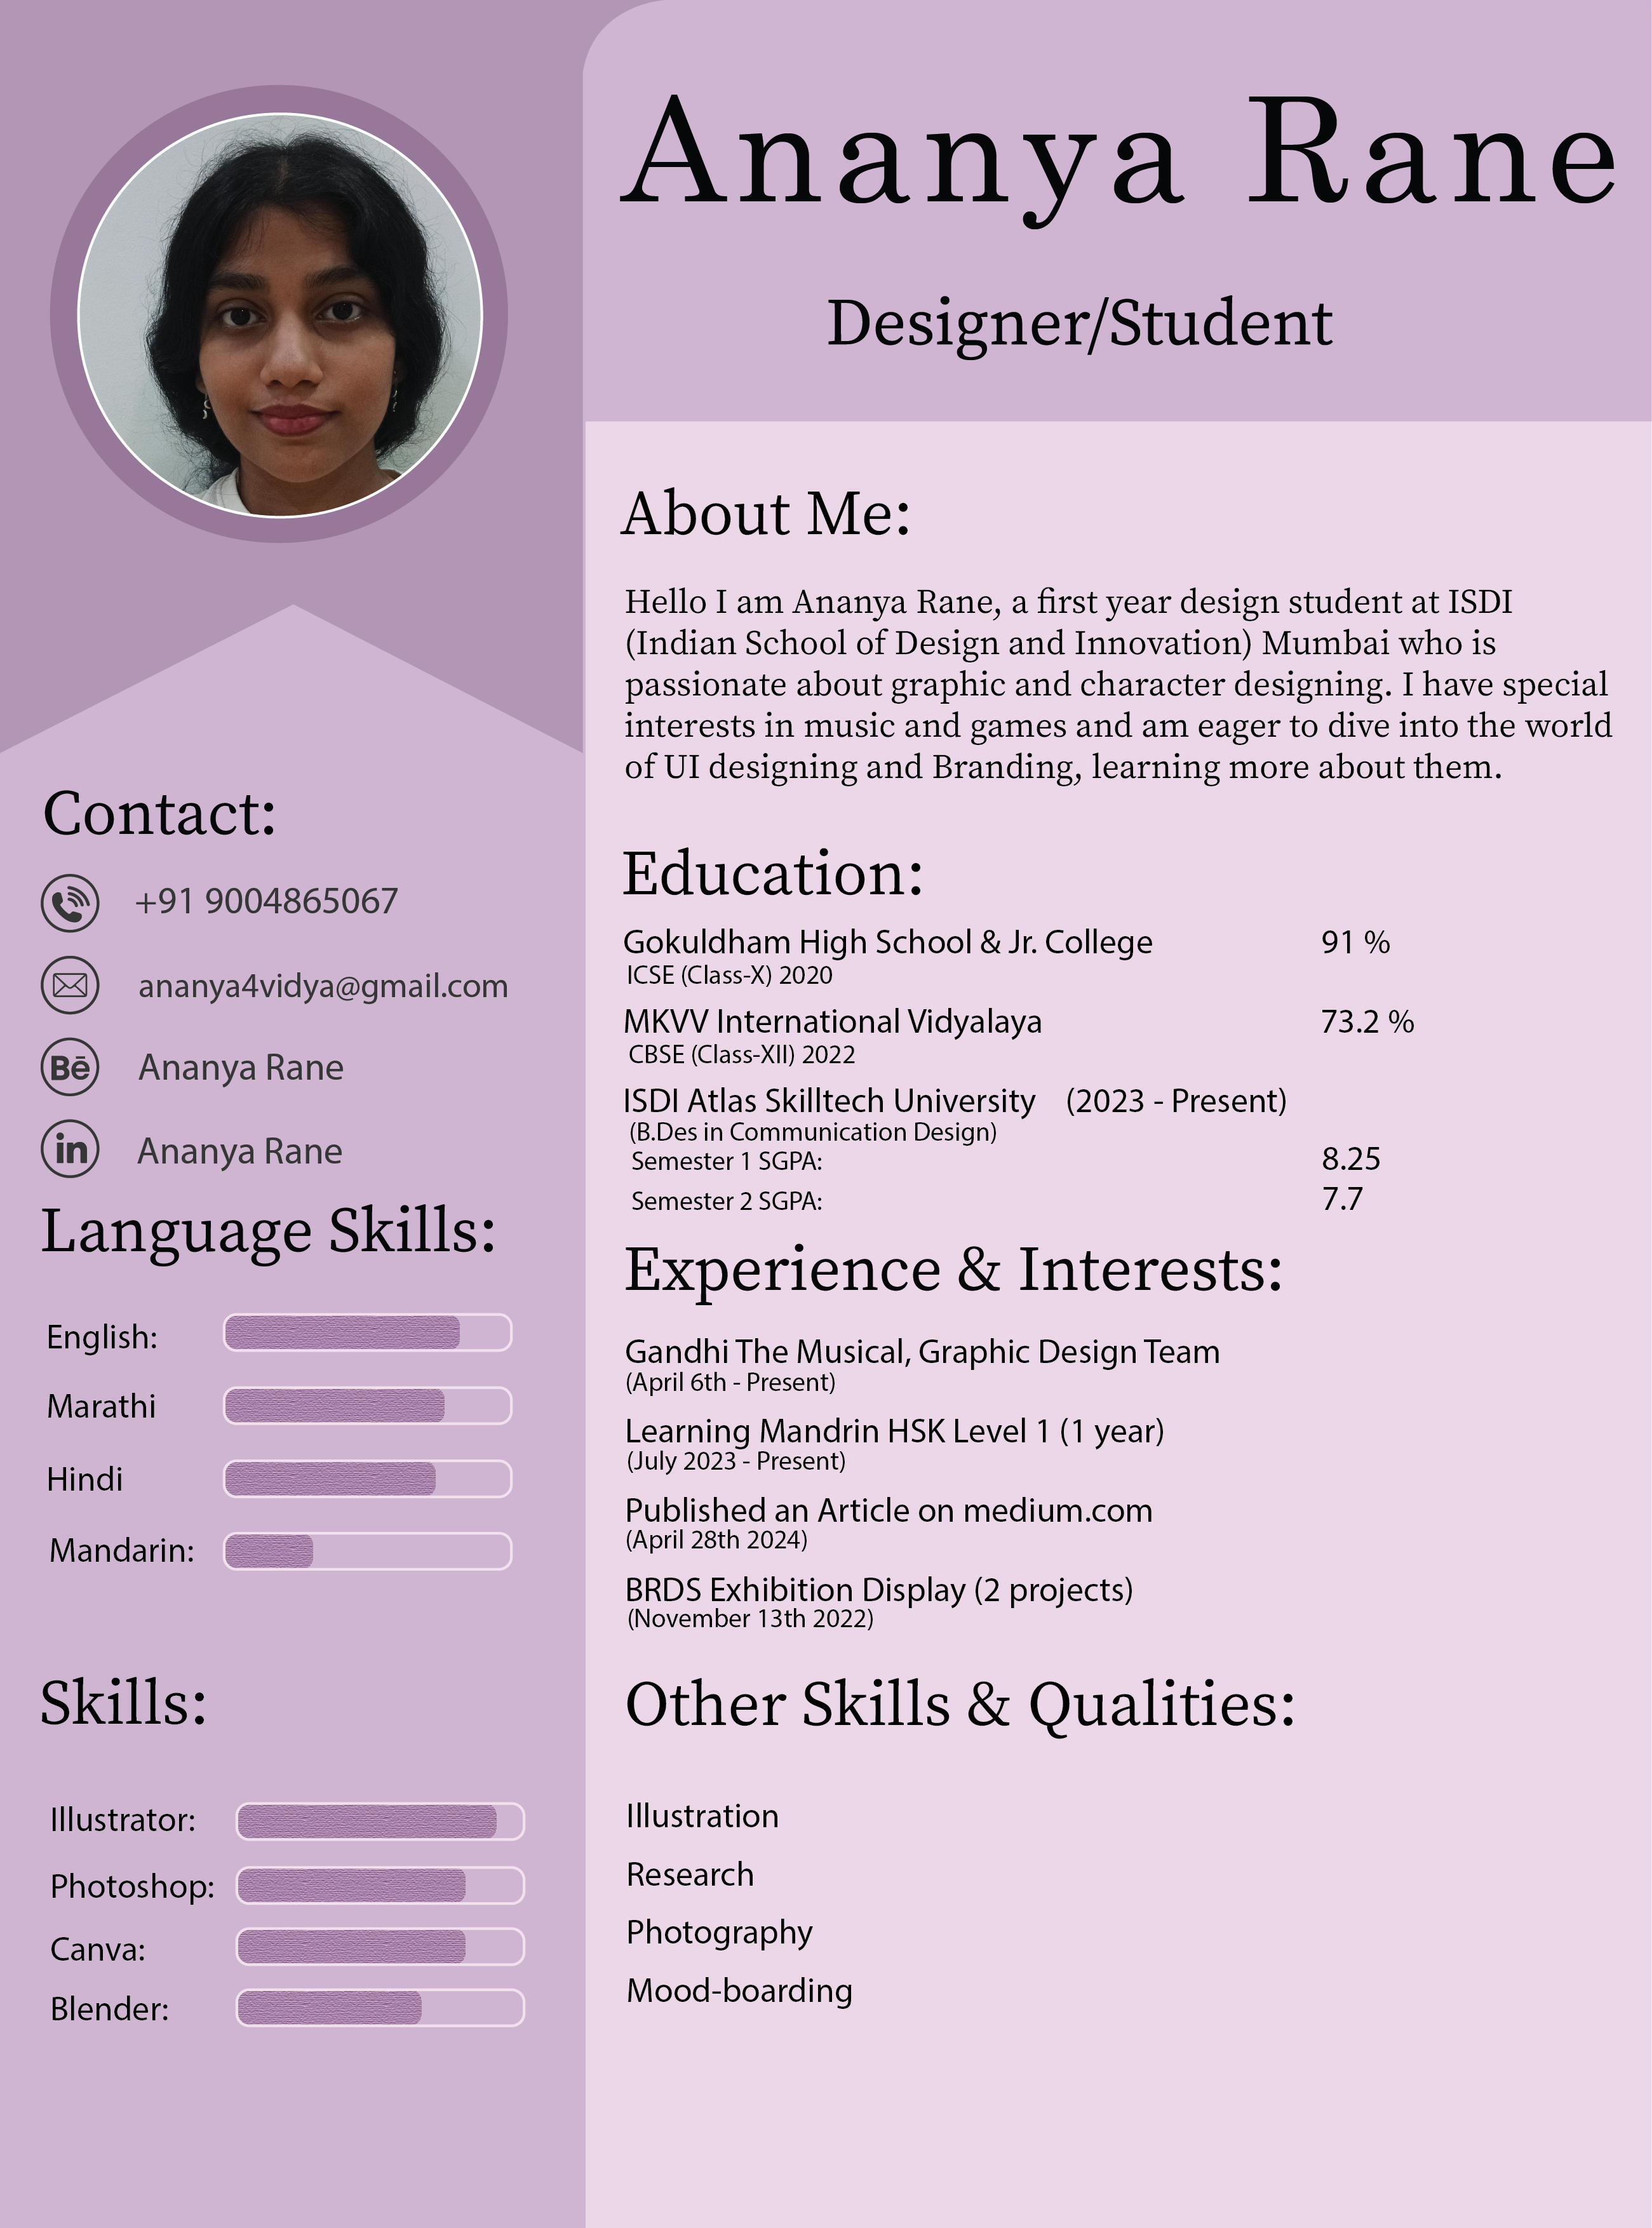 Ananya Rane
Designer/Student
Contact:
+91 9004865067
ananya4vidya@gmail.com
Bē Ananya Rane
in Ananya Rane
Language Skills:
English:
Marathi
Hindi
Mandarin:
Skills:
Illustrator:
Photoshop:
Canva:
Blender:
About Me:
Hello I am Ananya Rane, a first year design student at ISDI
(Indian School of Design and Innovation) Mumbai who is
passionate about graphic and character designing. I have special
interests in music and games and am eager to dive into the world
of UI designing and Branding, learning more about them.
Education:
Gokuldham High School & Jr. College 91 %
ICSE (Class-X) 2020
MKVV International Vidyalaya 73.2 %
CBSE (Class-XII) 2022
ISDI Atlas Skilltech University (2023 - Present)
(B.Des in Communication Design)
Semester 1 SGPA: 8.25
Semester 2 SGPA: 7.7
Experience & Interests:
Gandhi The Musical, Graphic Design Team
(April 6th - Present)
Learning Mandrin HSK Level 1 (1 year)
(July 2023 - Present)
Published an Article on medium.com
(April 28th 2024)
BRDS Exhibition Display (2 projects)
(November 13th 2022)
Other Skills & Qualities:
Illustration
Research
Photography
Mood-boarding